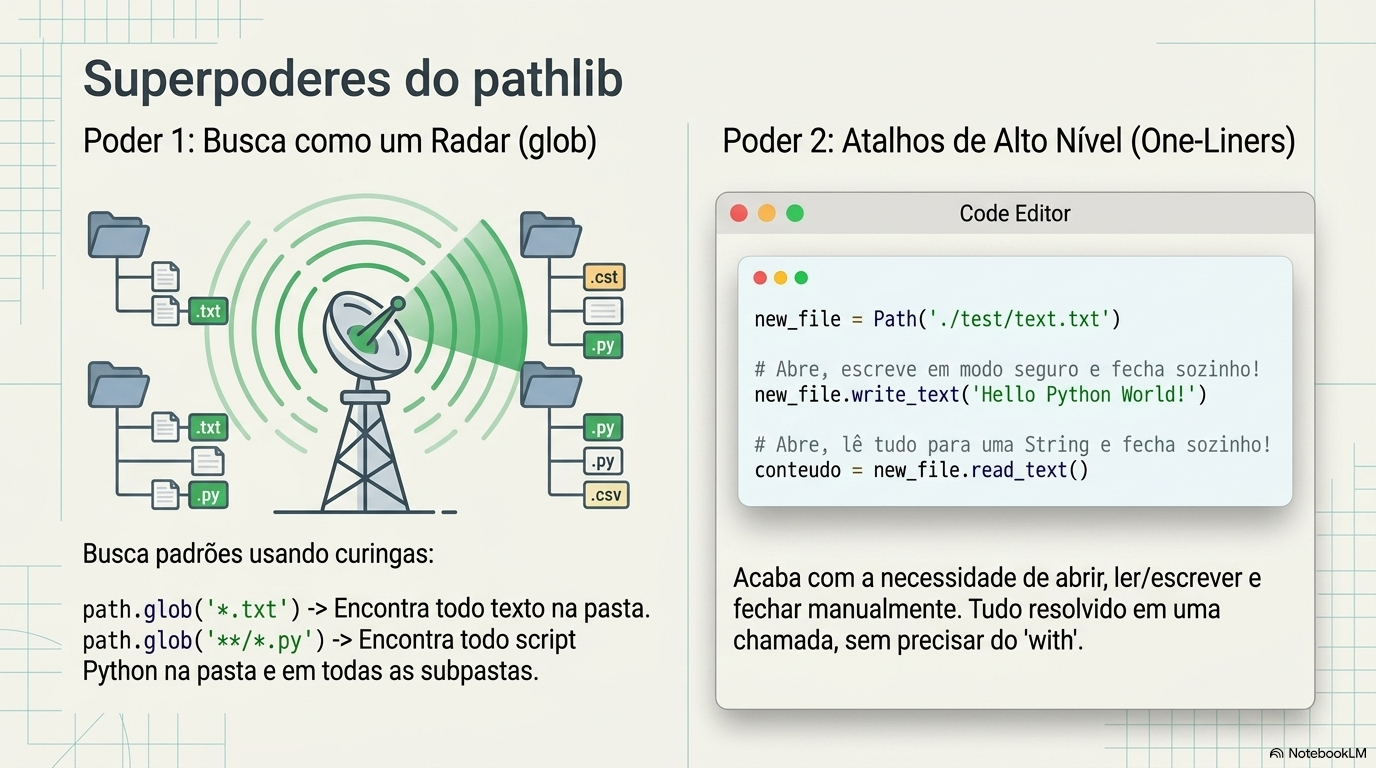 Superpoderes do pathlib
Poder 1: Busca como um Radar (glob)
.txt
.txt
.py
.cst
.py
.py
.py
.csv
Busca padrões usando curingas:
path.glob('*.txt') -> Encontra todo texto na pasta.
path.glob('**/*.py') -> Encontra todo script
Python na pasta e em todas as subpastas.
Poder 2: Atalhos de Alto Nível (One-Liners)
Code Editor
new_file = Path('./test/text.txt')
# Abre, escreve em modo seguro e fecha sozinho!
new_file.write_text('Hello Python World!')
# Abre, lê tudo para uma String e fecha sozinho!
conteudo = new_file.read_text()
Acaba com a necessidade de abrir, ler/escrever e
fechar manualmente. Tudo resolvido em uma
chamada, sem precisar do 'with'.
NotebookLM